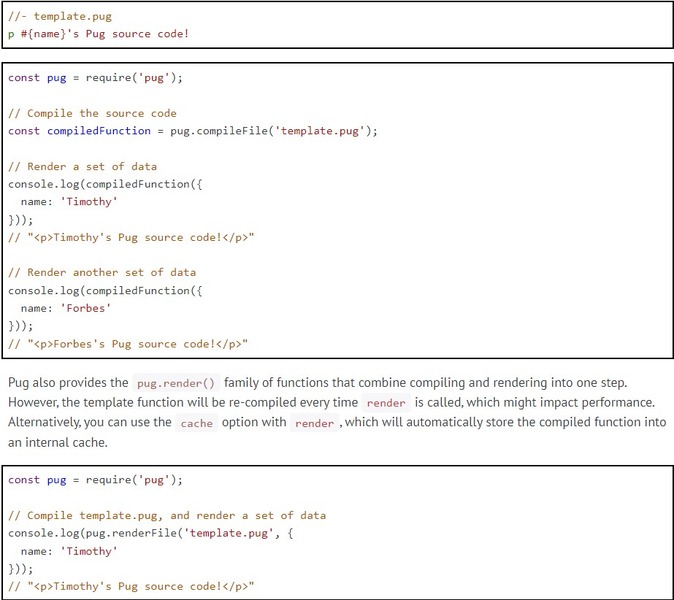 //- template.pug
p #{name}'s Pug source code!
const pug = require('pug');
// Compile the source code
const compiledFunction = pug.compileFile('template.pug');
// Render a set of data
console.log(compiledFunction({
  name: 'Timothy'
}));
// "<p>Timothy's Pug source code!</p>"
// Render another set of data
console.log(compiledFunction({
  name: 'Forbes'
}));
// "<p>Forbes's Pug source code!</p>"
Pug also provides the pug.render() family of functions that combine compiling and rendering into one step.
However, the template function will be re-compiled every time render is called, which might impact performance.
Alternatively, you can use the cache option with render , which will automatically store the compiled function into
an internal cache.
const pug = require('pug');
// Compile template.pug, and render a set of data
console.log(pug.renderFile('template.pug', {
  name: 'Timothy'
}));
// "<p>Timothy's Pug source code!</p>"